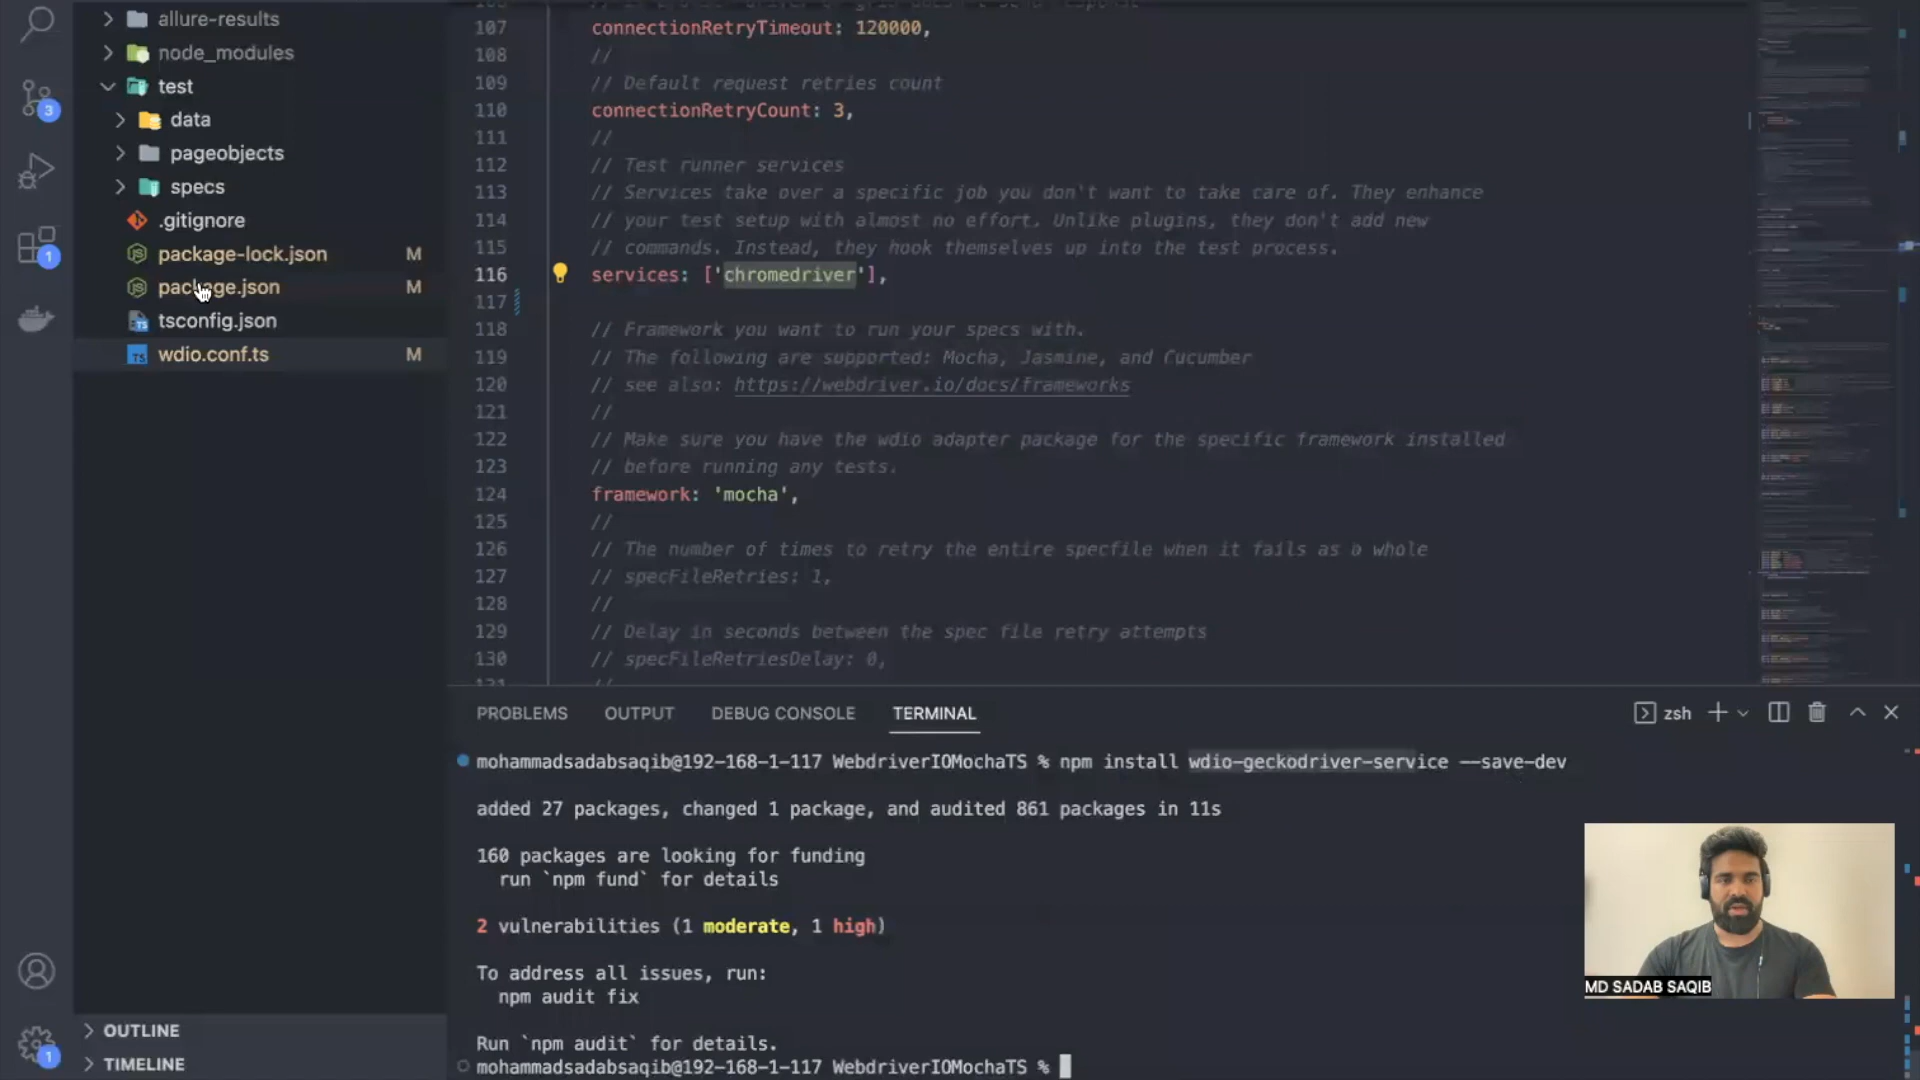 allure-results
node_modules
test
data
pageobjects
specs
.gitignore
package-lock.json M
package.json M
tsconfig.json
wdio.conf.ts M
OUTLINE
TIMELINE
3
1
1
107 connectionRetryTimeout: 120000,
108 //
109 // Default request retries count
110 connectionRetryCount: 3,
111 //
112 // Test runner services
113 // Services take over a specific job you don't want to take care of. They enhance
114 // your test setup with almost no effort. Unlike plugins, they don't add new
115 // commands. Instead, they hook themselves up into the test process.
116 services: ['chromedriver'],
117
118 // Framework you want to run your specs with.
119 // The following are supported: Mocha, Jasmine, and Cucumber
120 // see also: https://webdriver.io/docs/frameworks
121 //
122 // Make sure you have the wdio adapter package for the specific framework installed
123 // before running any tests.
124 framework: 'mocha',
125 //
126 // The number of times to retry the entire specfile when it fails as a whole
127 // specFileRetries: 1,
128 //
129 // Delay in seconds between the spec file retry attempts
130 // specFileRetriesDelay: 0,
PROBLEMS OUTPUT DEBUG CONSOLE TERMINAL zsh
mohammadsadabsaqib@192-168-1-117 WebdriverIOMochaTS % npm install wdio-geckodriver-service --save-dev
added 27 packages, changed 1 package, and audited 861 packages in 11s
160 packages are looking for funding
run `npm fund` for details
2 vulnerabilities (1 moderate, 1 high)
To address all issues, run:
npm audit fix
Run `npm audit` for details.
mohammadsadabsaqib@192-168-1-117 WebdriverIOMochaTS %
MD SADAB SAQIB